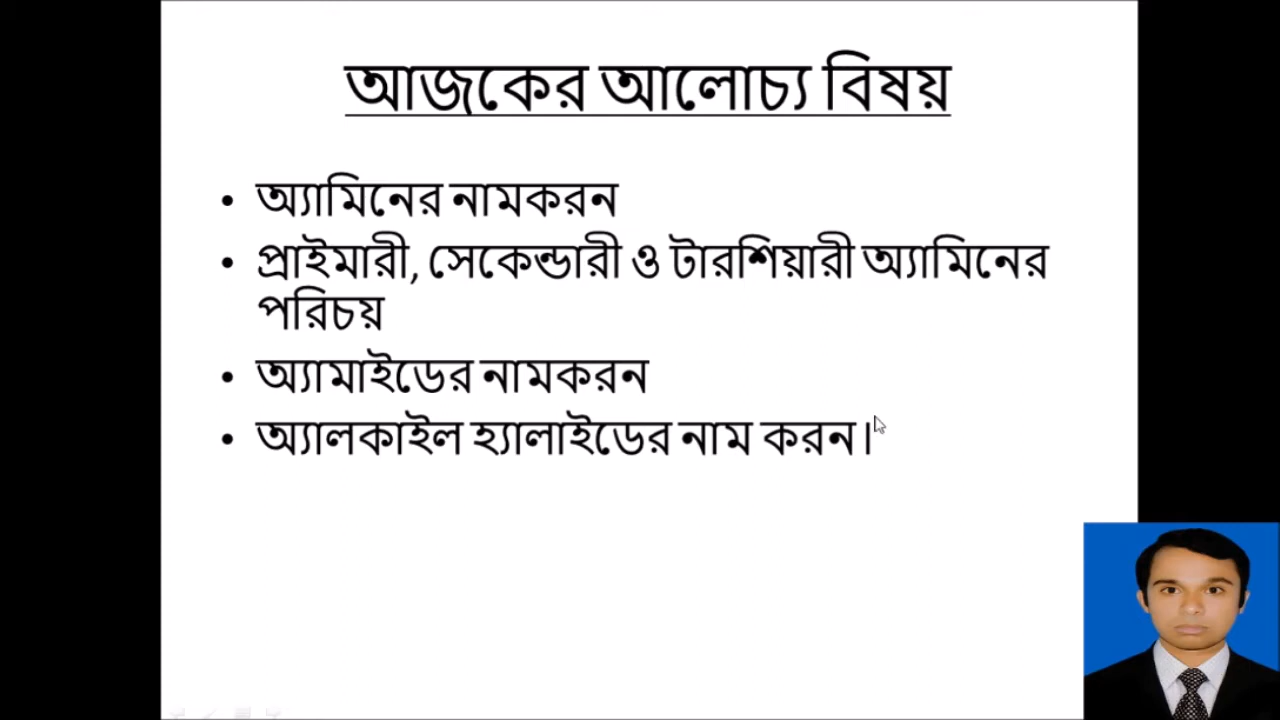 আজকের আলোচ্য বিষয়
• অ্যামিনের নামকরন
• প্রাইমারী, সেকেন্ডারী ও টারশিয়ারী অ্যামিনের
পরিচয়
• অ্যামাইডের নামকরন
• অ্যালকাইল হ্যালাইডের নাম করন।